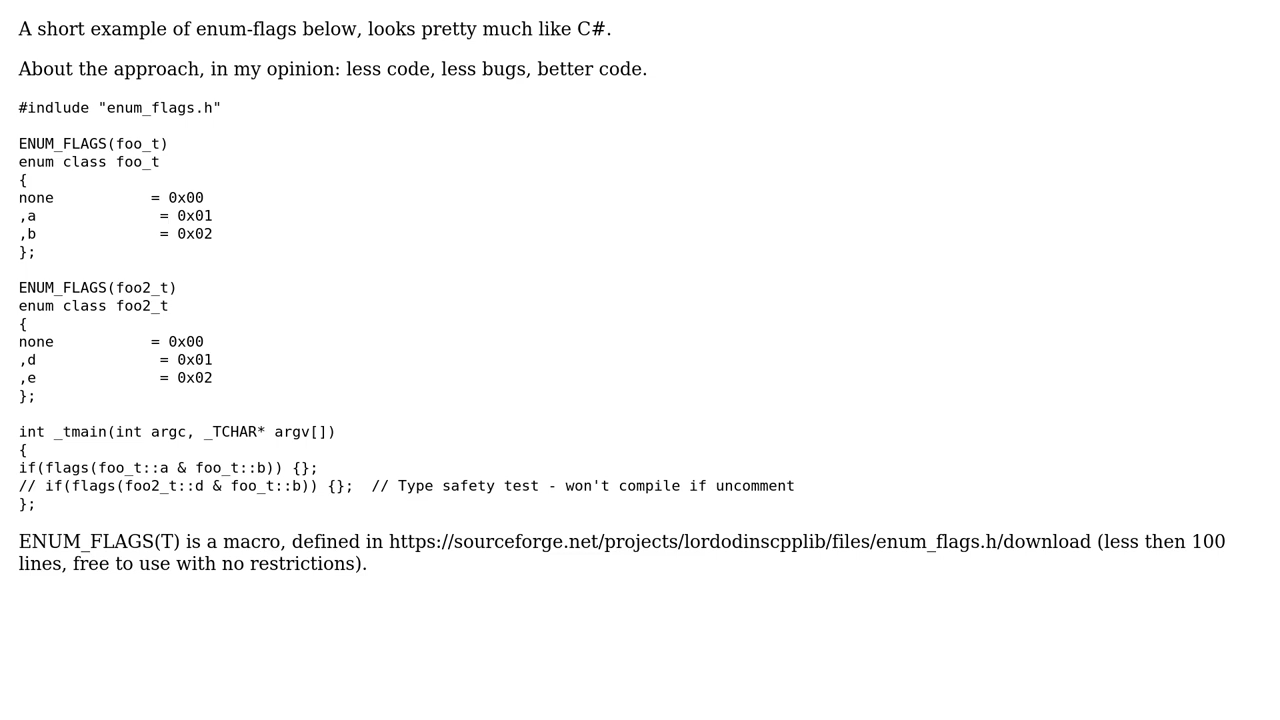 A short example of enum-flags below, looks pretty much like C#.
About the approach, in my opinion: less code, less bugs, better code.
#indlude "enum_flags.h"
ENUM_FLAGS(foo_t)
enum class foo_t
{
none           = 0x00
,a              = 0x01
,b              = 0x02
};
ENUM_FLAGS(foo2_t)
enum class foo2_t
{
none           = 0x00
,d              = 0x01
,e              = 0x02
};
int _tmain(int argc, _TCHAR* argv[])
{
if(flags(foo_t::a & foo_t::b)) {};
// if(flags(foo2_t::d & foo_t::b)) {};  // Type safety test - won't compile if uncomment
};
ENUM_FLAGS(T) is a macro, defined in https://sourceforge.net/projects/lordodinscpplib/files/enum_flags.h/download (less then 100
lines, free to use with no restrictions).